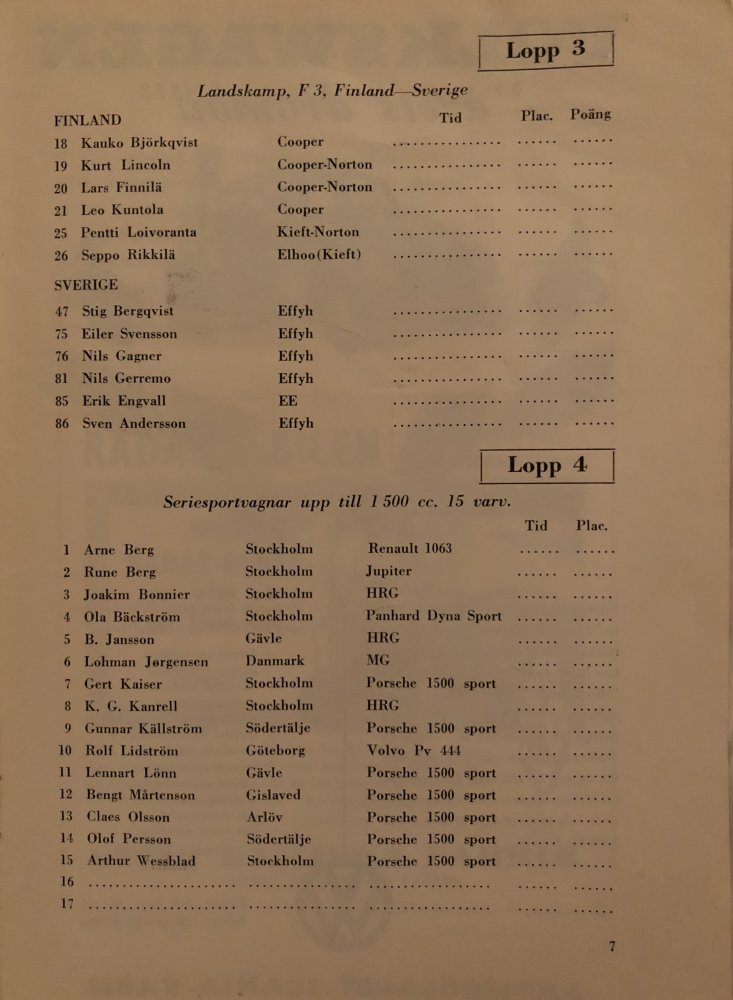 Lopp 3
Landskamp, F 3, Finland—Sverige
FINLAND Tid Plac. Poäng
18 Kauko Björkqvist Cooper
19 Kurt Lincoln Cooper-Norton
20 Lars Finnilä Cooper-Norton
21 Leo Kuntola Cooper
25 Pentti Loivoranta Kieft-Norton
26 Seppo Rikkilä Elhoo(Kieft)
SVERIGE
47 Stig Bergqvist Effyh
75 Eiler Svensson Effyh
76 Nils Gagner Effyh
81 Nils Gerremo Effyh
85 Erik Engvall EE
86 Sven Andersson Effyh
Lopp 4
Seriesportvagnar upp till 1 500 cc. 15 varv.
Tid Plac.
1 Arne Berg Stockholm Renault 1063
2 Rune Berg Stockholm Jupiter
3 Joakim Bonnier Stockholm HRG
4 Ola Bäckström Stockholm Panhard Dyna Sport
5 B. Jansson Gävle HRG
6 Lohman Jørgensen Danmark MG
7 Gert Kaiser Stockholm Porsche 1500 sport
8 K. G. Kanrell Stockholm HRG
9 Gunnar Källström Södertälje Porsche 1500 sport
10 Rolf Lidström Göteborg Volvo Pv 444
11 Lennart Lönn Gävle Porsche 1500 sport
12 Bengt Mårtenson Gislaved Porsche 1500 sport
13 Claes Olsson Arlöv Porsche 1500 sport
14 Olof Persson Södertälje Porsche 1500 sport
15 Arthur Wessblad Stockholm Porsche 1500 sport
16
17
7